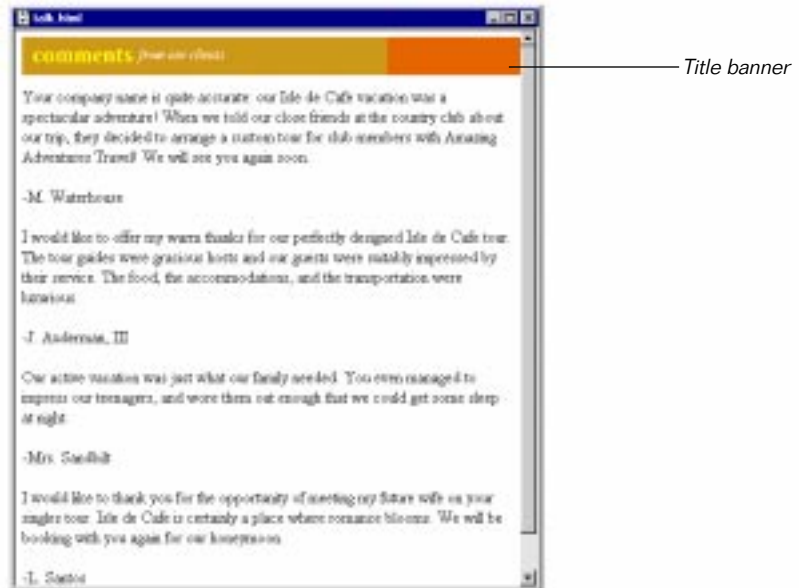 talk.html
comments from our clients
Title banner
Your company name is quite accurate: our Isle de Cafe vacation was a
spectacular adventure! When we told our close friends at the country club about
our trip, they decided to arrange a custom tour for club members with Amazing
Adventures Travel! We will see you again soon.
-M. Waterhouse
I would like to offer my warm thanks for our perfectly designed Isle de Cafe tour.
The tour guides were gracious hosts and our guests were suitably impressed by
their service. The food, the accommodations, and the transportation were
luxurious.
-J. Anderman, III
Our active vacation was just what our family needed. You even managed to
impress our teenagers, and wore them out enough that we could get some sleep
at night.
-Mrs.
I would like to thank you for the opportunity of meeting my future wife on your
singles tour. Isle de Cafe is certainly a place where romance blooms. We will be
booking with you again for our honeymoon.
-L. Santos